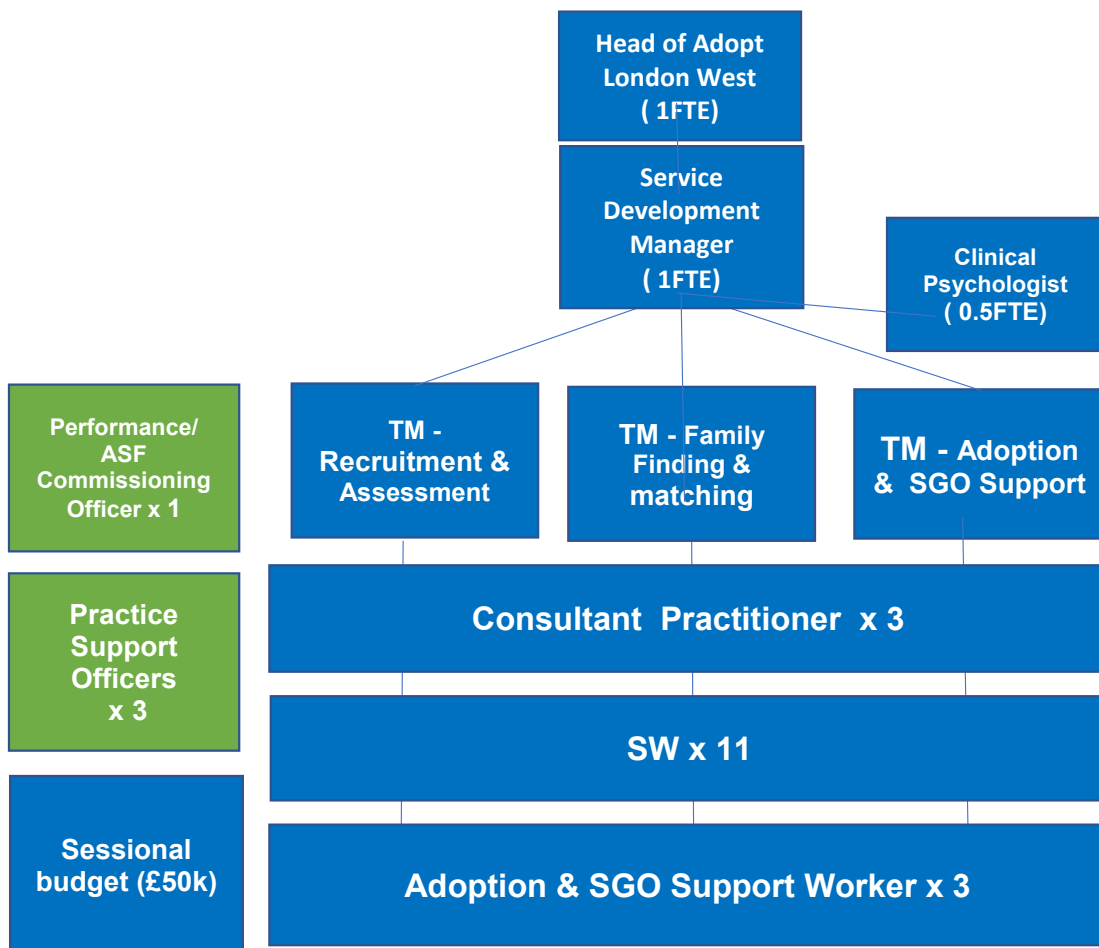 Head of Adopt
London West
( 1FTE)
Service
Development
Manager
( 1FTE)
Clinical
Psychologist
( 0.5FTE)
Performance/
ASF
Commissioning
Officer x 1
TM -
Recruitment &
Assessment
TM - Family
Finding &
matching
TM - Adoption
& SGO Support
Practice
Support
Officers
x 3
Consultant Practitioner x 3
SW x 11
Sessional
budget (£50k)
Adoption & SGO Support Worker x 3